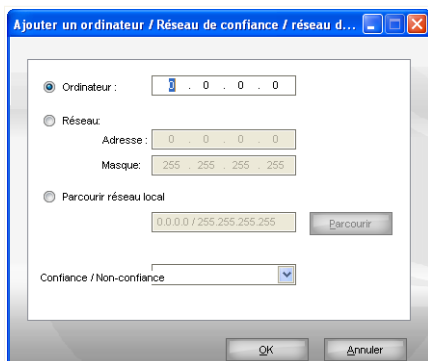 Ajouter un ordinateur / Réseau de confiance / réseau d...
Ordinateur : 0 . 0 . 0 . 0
Réseau:
Adresse : 0 . 0 . 0 . 0
Masque: 255 . 255 . 255 . 255
Parcourir réseau local
0.0.0.0 / 255.255.255.255 Parcourir
Confiance / Non-confiance
OK Annuler